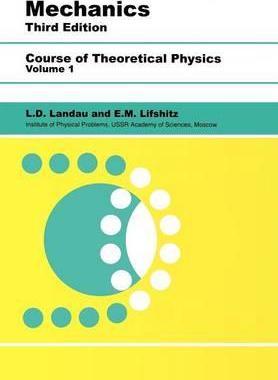 Mechanics
Third Edition
Course of Theoretical Physics
Volume 1
L.D. Landau and E.M. Lifshitz
Institute of Physical Problems, USSR Academy of Sciences, Moscow